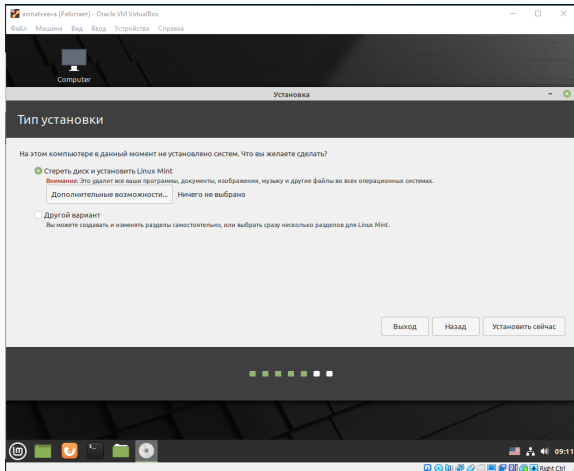 asmatveeva [Работает] - Oracle VM VirtualBox
Файл Машина Вид Ввод Устройства Справка
Computer
Установка
Тип установки
На этом компьютере в данный момент не установлено систем. Что вы желаете сделать?
Стереть диск и установить Linux Mint
Внимание: Это удалит все ваши программы, документы, изображения, музыку и другие файлы во всех операционных системах.
Дополнительные возможности... Ничего не выбрано
Другой вариант
Вы можете создавать и изменять разделы самостоятельно, или выбрать сразу несколько разделов для Linux Mint.
Выход Назад Установить сейчас
09:11
Right Ctrl